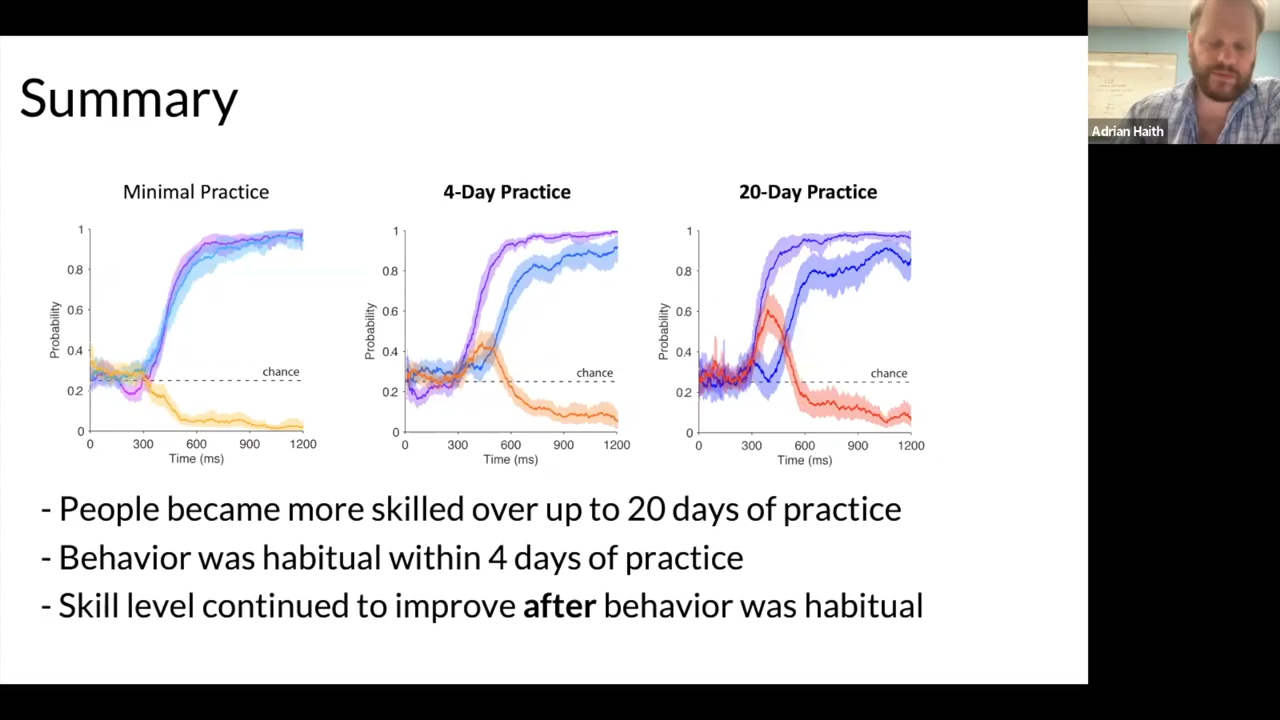 Summary
Adrian Haith
Minimal Practice
4-Day Practice
20-Day Practice
1
0.8
0.6
0.4
0.2
0
Probability
chance
0
300
600
900
1200
Time (ms)
1
0.8
0.6
0.4
0.2
0
Probability
chance
0
300
600
900
1200
Time (ms)
1
0.8
0.6
0.4
0.2
0
Probability
chance
0
300
600
900
1200
Time (ms)
- People became more skilled over up to 20 days of practice
- Behavior was habitual within 4 days of practice
- Skill level continued to improve after behavior was habitual